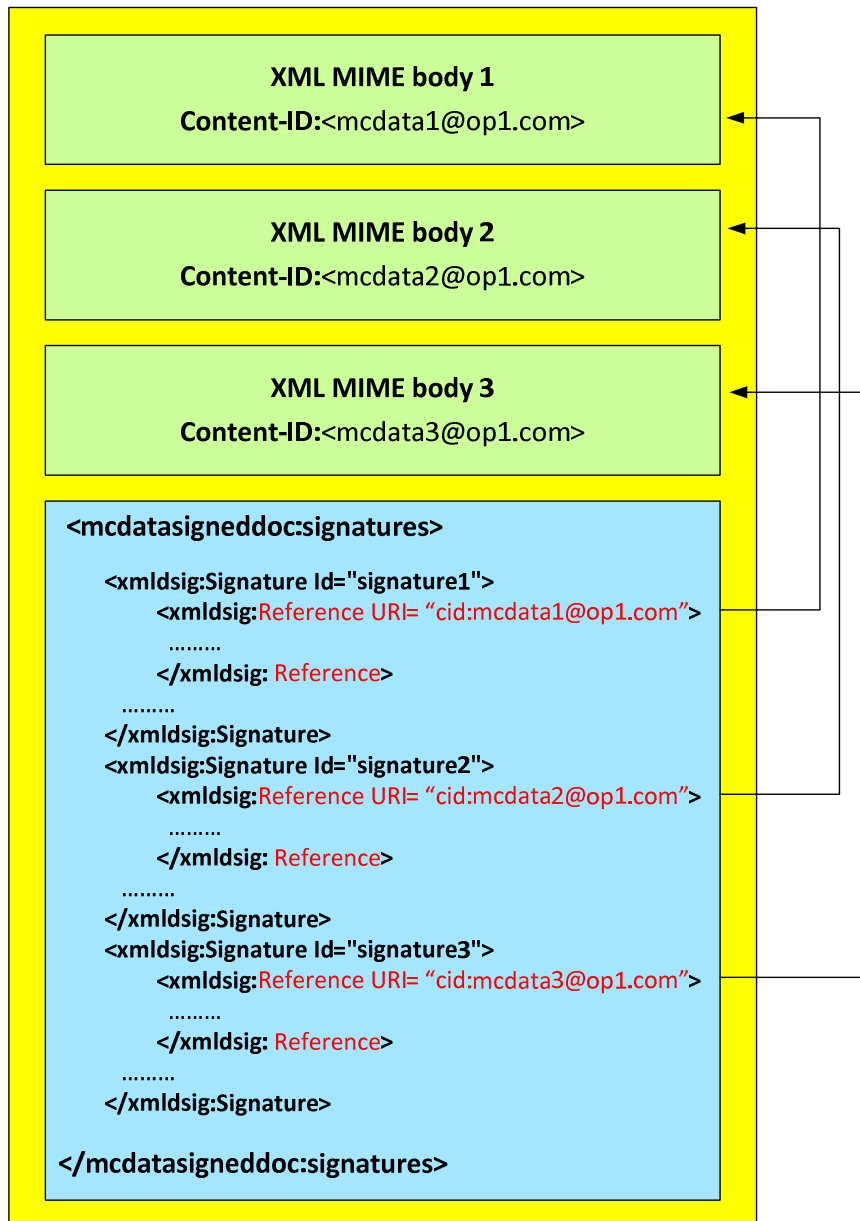 XML MIME body 1
Content-ID:<mcdata1@op1.com>
XML MIME body 2
Content-ID:<mcdata2@op1.com>
XML MIME body 3
Content-ID:<mcdata3@op1.com>
<mcdatasigneddoc:signatures>
<xmldsig:Signature Id="signature1">
<xmldsig:Reference URI= “cid:mcdata1@op1.com”>
.........
</xmldsig: Reference>
.........
</xmldsig:Signature>
<xmldsig:Signature Id="signature2">
<xmldsig:Reference URI= “cid:mcdata2@op1.com”>
.........
</xmldsig: Reference>
.........
</xmldsig:Signature>
<xmldsig:Signature Id="signature3">
<xmldsig:Reference URI= “cid:mcdata3@op1.com”>
.........
</xmldsig: Reference>
.........
</xmldsig:Signature>
</mcdatasigneddoc:signatures>